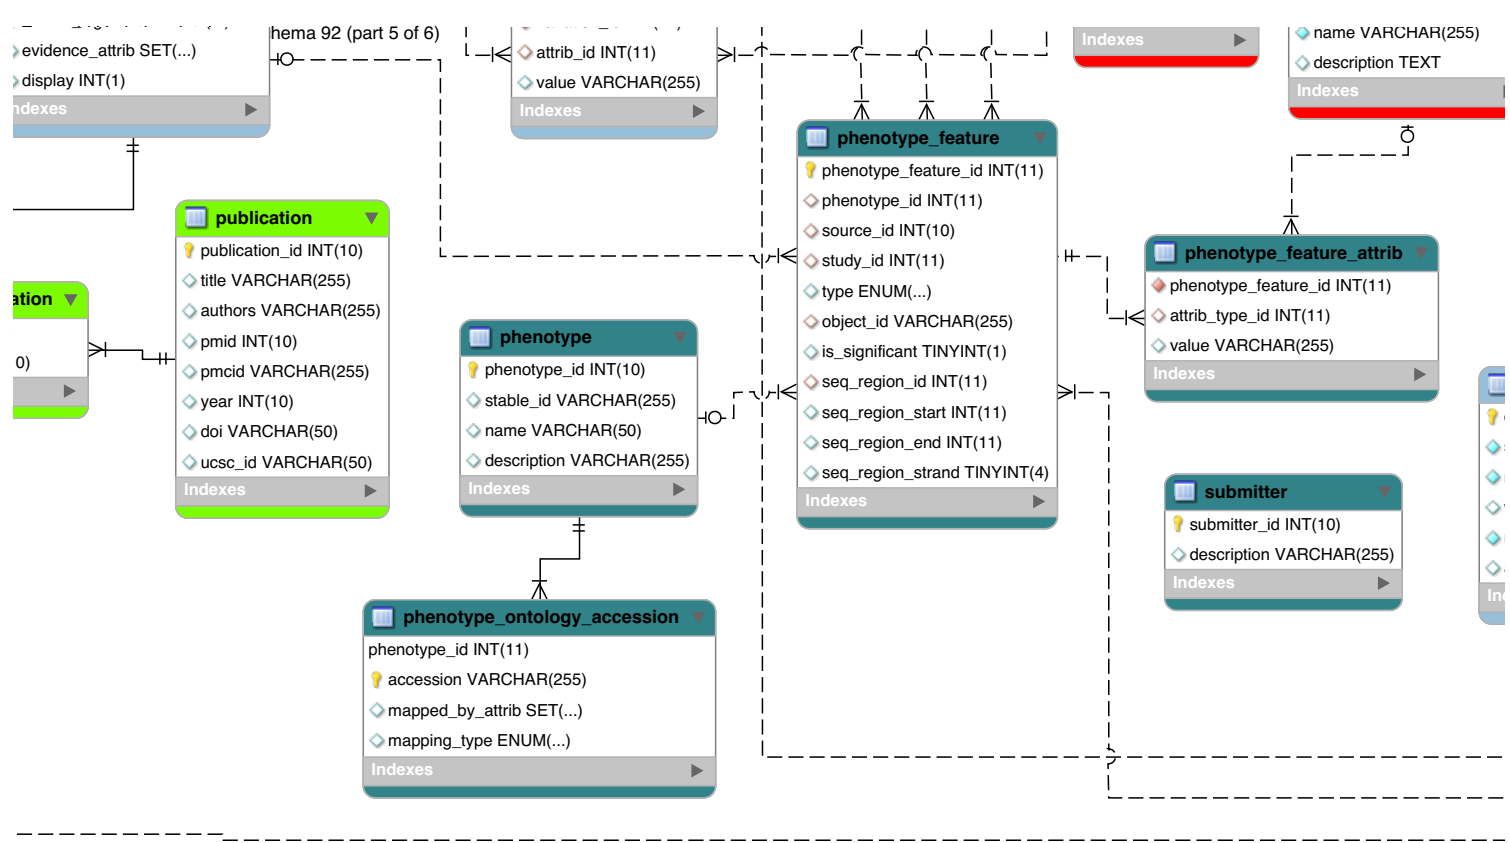 hema 92 (part 5 of 6)
evidence_attrib SET(...)
display INT(1)
ndexes
attrib_id INT(11)
value VARCHAR(255)
Indexes
Indexes
name VARCHAR(255)
description TEXT
Indexes
publication
publication_id INT(10)
title VARCHAR(255)
authors VARCHAR(255)
pmid INT(10)
pmcid VARCHAR(255)
year INT(10)
doi VARCHAR(50)
ucsc_id VARCHAR(50)
Indexes
ation
0)
phenotype
phenotype_id INT(10)
stable_id VARCHAR(255)
name VARCHAR(50)
description VARCHAR(255)
Indexes
phenotype_ontology_accession
phenotype_id INT(11)
accession VARCHAR(255)
mapped_by_attrib SET(...)
mapping_type ENUM(...)
Indexes
phenotype_feature
phenotype_feature_id INT(11)
phenotype_id INT(11)
source_id INT(10)
study_id INT(11)
type ENUM(...)
object_id VARCHAR(255)
is_significant TINYINT(1)
seq_region_id INT(11)
seq_region_start INT(11)
seq_region_end INT(11)
seq_region_strand TINYINT(4)
Indexes
phenotype_feature_attrib
phenotype_feature_id INT(11)
attrib_type_id INT(11)
value VARCHAR(255)
Indexes
submitter
submitter_id INT(10)
description VARCHAR(255)
Indexes